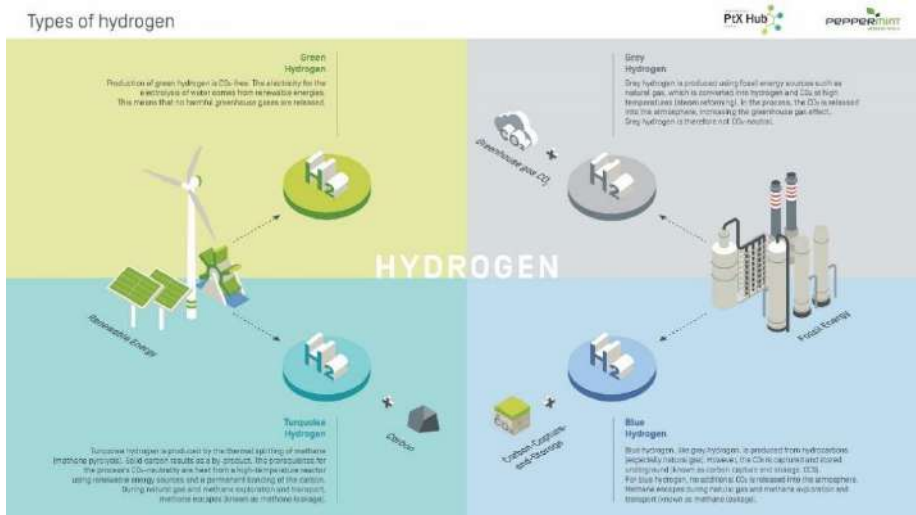 Types of hydrogen
PtX Hub
PEPPERMINT
Green
Hydrogen
Production of green hydrogen is CO₂-free. The electricity for the
electrolysis of water comes from renewable energies.
This means that no harmful greenhouse gases are released.
Grey
Hydrogen
Grey hydrogen is produced using fossil energy sources such as
natural gas, which is converted into hydrogen and CO₂ at high
temperatures (steam reforming). In the process, the CO₂ is released
into the atmosphere, increasing the greenhouse gas effect.
Grey hydrogen is therefore not CO₂-neutral.
CO₂
Greenhouse gas CO₂
H₂
H₂
HYDROGEN
Renewable Energy
Fossil Energy
H₂
H₂
Carbon
CO₂
Carbon-Capture-
and-Storage
Turquoise
Hydrogen
Turquoise hydrogen is produced by the thermal splitting of methane
(methane pyrolysis). Solid carbon results as a by-product. The prerequisites for
the process's CO₂-neutrality are heat from a high-temperature reactor
using renewable energy sources and a permanent bonding of the carbon.
During natural gas and methane exploration and transport,
methane escapes (known as methane leakage).
Blue
Hydrogen
Blue hydrogen, like grey hydrogen, is produced from hydrocarbons
(especially natural gas). However, the CO₂ is captured and stored
underground (known as carbon capture and storage, CCS).
For blue hydrogen, no additional CO₂ is released into the atmosphere.
Methane escapes during natural gas and methane exploration and
transport (known as methane leakage).